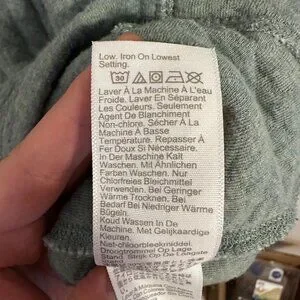 Low. Iron On Lowest
Setting.
30
Laver À La Machine À L'eau
Froide. Laver En Séparant
Les Couleurs. Seulement
Agent De Blanchiment
Non-chlore. Sécher À La
Machine A Basse
Température. Repasser À
Fer Doux Si Nécessaire.
In Der Maschine Kalt
Waschen. Mit Ähnlichen
Farben Waschen. Nur
Chlorfreies Bleichmittel
Verwenden. Bei Geringer
Wärme Trocknen. Bei
Bedarf Bei Niedriger Wärme
Bügeln.
Koud Wassen In De
Machine. Met Gelijkaardige
Kleuren.
Niet-chloorbleekmiddel.
Droogtrommel Op Lage
Stand. Strijk Op De Laagste